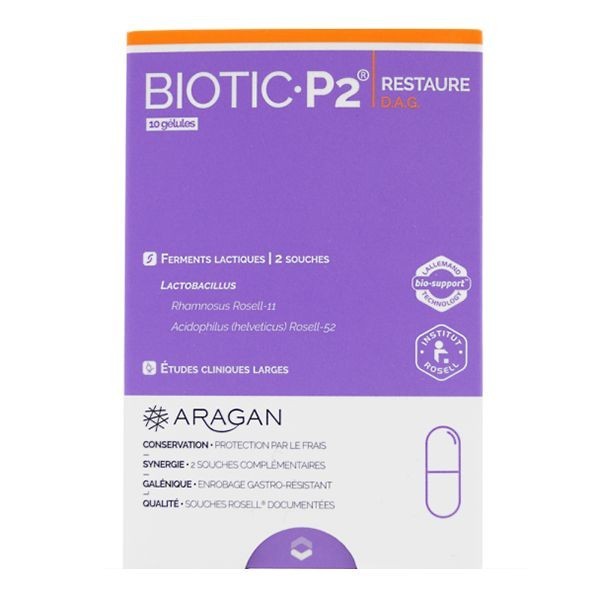 BIOTIC•P2®
RESTAURE
D.A.G.
10 gélules
FERMENTS LACTIQUES | 2 SOUCHES
LACTOBACILLUS
Rhamnosus Rosell-11
Acidophilus (helveticus) Rosell-52
LALLEMAND
bio-support™
TECHNOLOGY
INSTITUT
ROSELL
ÉTUDES CLINIQUES LARGES
ARAGAN
CONSERVATION • PROTECTION PAR LE FRAIS
SYNERGIE • 2 SOUCHES COMPLÉMENTAIRES
GALÉNIQUE • ENROBAGE GASTRO-RÉSISTANT
QUALITÉ • SOUCHES ROSELL® DOCUMENTÉES